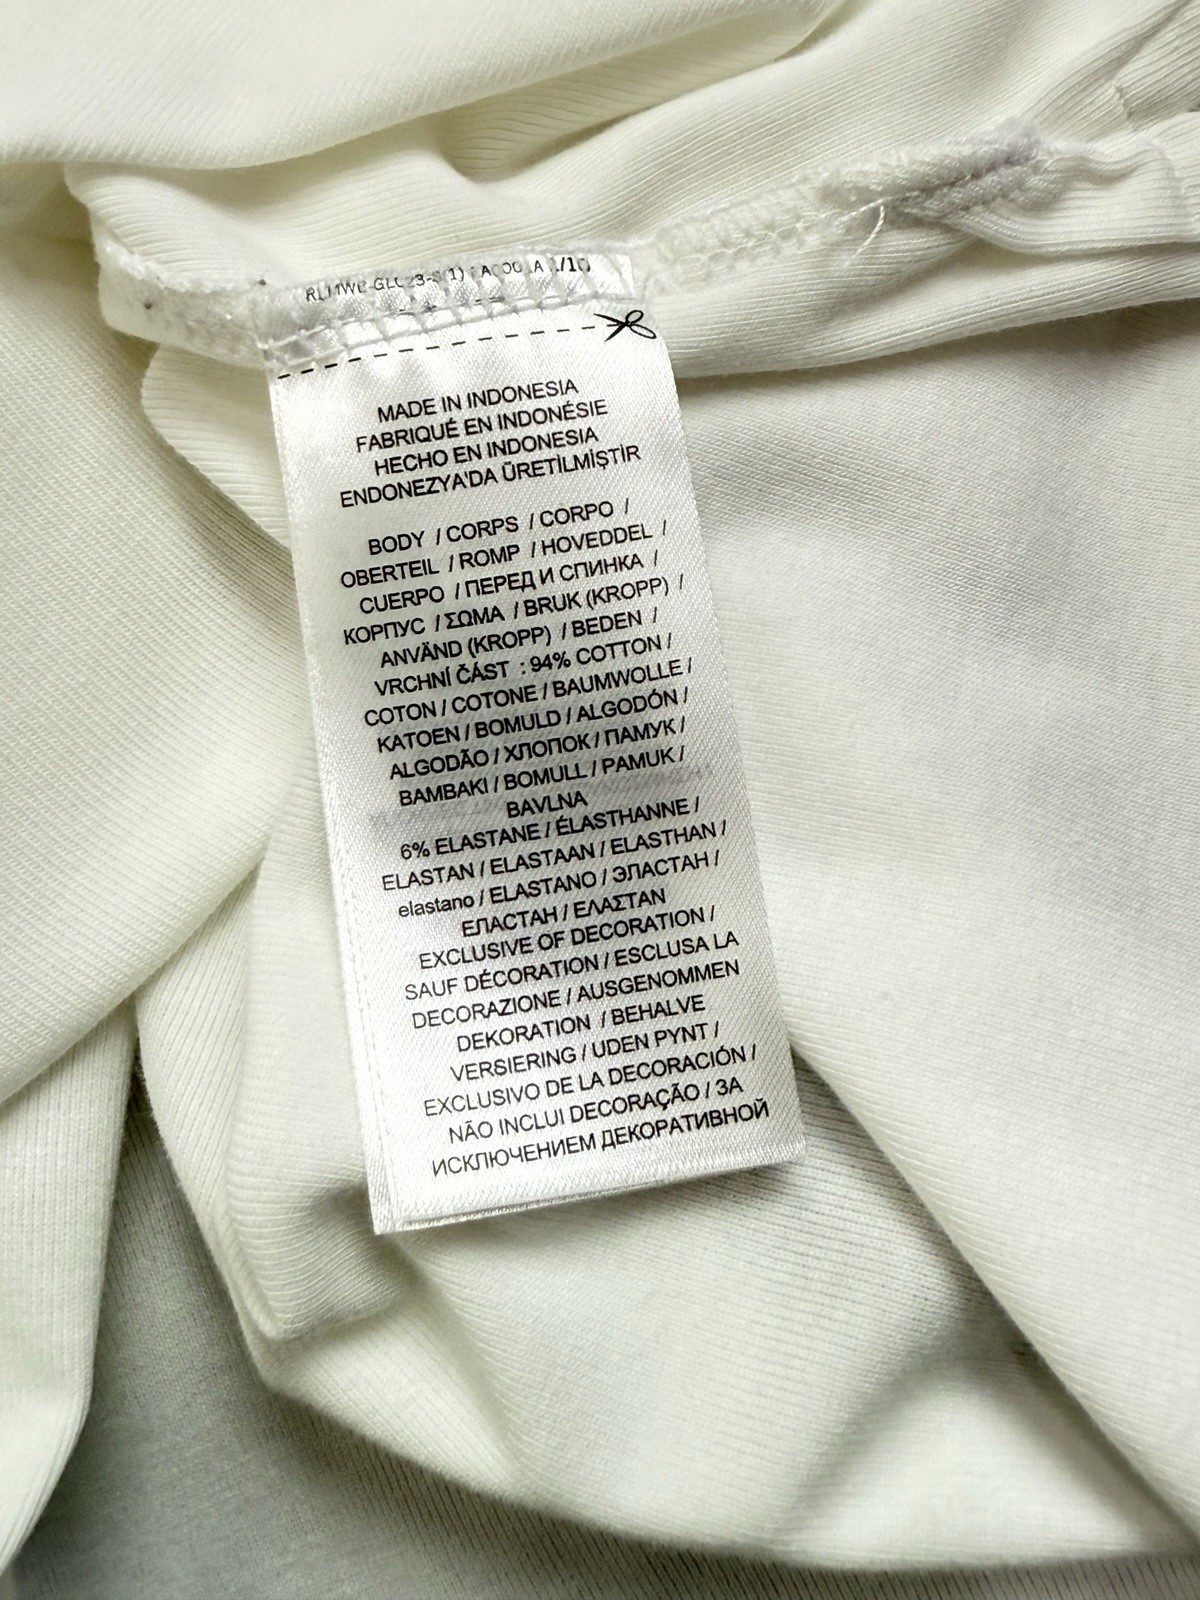 MADE IN INDONESIA
FABRIQUÉ EN INDONÉSIE
HECHO EN INDONESIA
ENDONEZYA'DA ÜRETİLMİŞTİR
BODY / CORPS / CORPO /
OBERTEIL / ROMP / HOVEDDEL /
CUERPO / ПЕРЕД И СПИНКА /
КОРПУС / ΣΩΜΑ / BRUK (KROPP) /
ANVÄND (KROPP) / BEDEN /
VRCHNÍ ČÁST : 94% COTTON /
COTON / COTONE / BAUMWOLLE /
KATOEN / BOMULD / ALGODÓN /
ALGODÃO / ХЛОПОК / ПАМУК /
BAMBAKI / BOMULL / PAMUK /
BAVLNA
6% ELASTANE / ÉLASTHANNE /
ELASTAN / ELASTAAN / ELASTHAN /
elastano / ELASTANO / ЭЛАСТАН /
ЕЛАСТАН / ΕΛΑΣΤΑΝ
EXCLUSIVE OF DECORATION /
SAUF DÉCORATION / ESCLUSA LA
DECORAZIONE / AUSGENOMMEN
DEKORATION / BEHALVE
VERSIERING / UDEN PYNT /
EXCLUSIVO DE LA DECORACIÓN /
NÃO INCLUI DECORAÇÃO / ЗА
ИСКЛЮЧЕНИЕМ ДЕКОРАТИВНОЙ